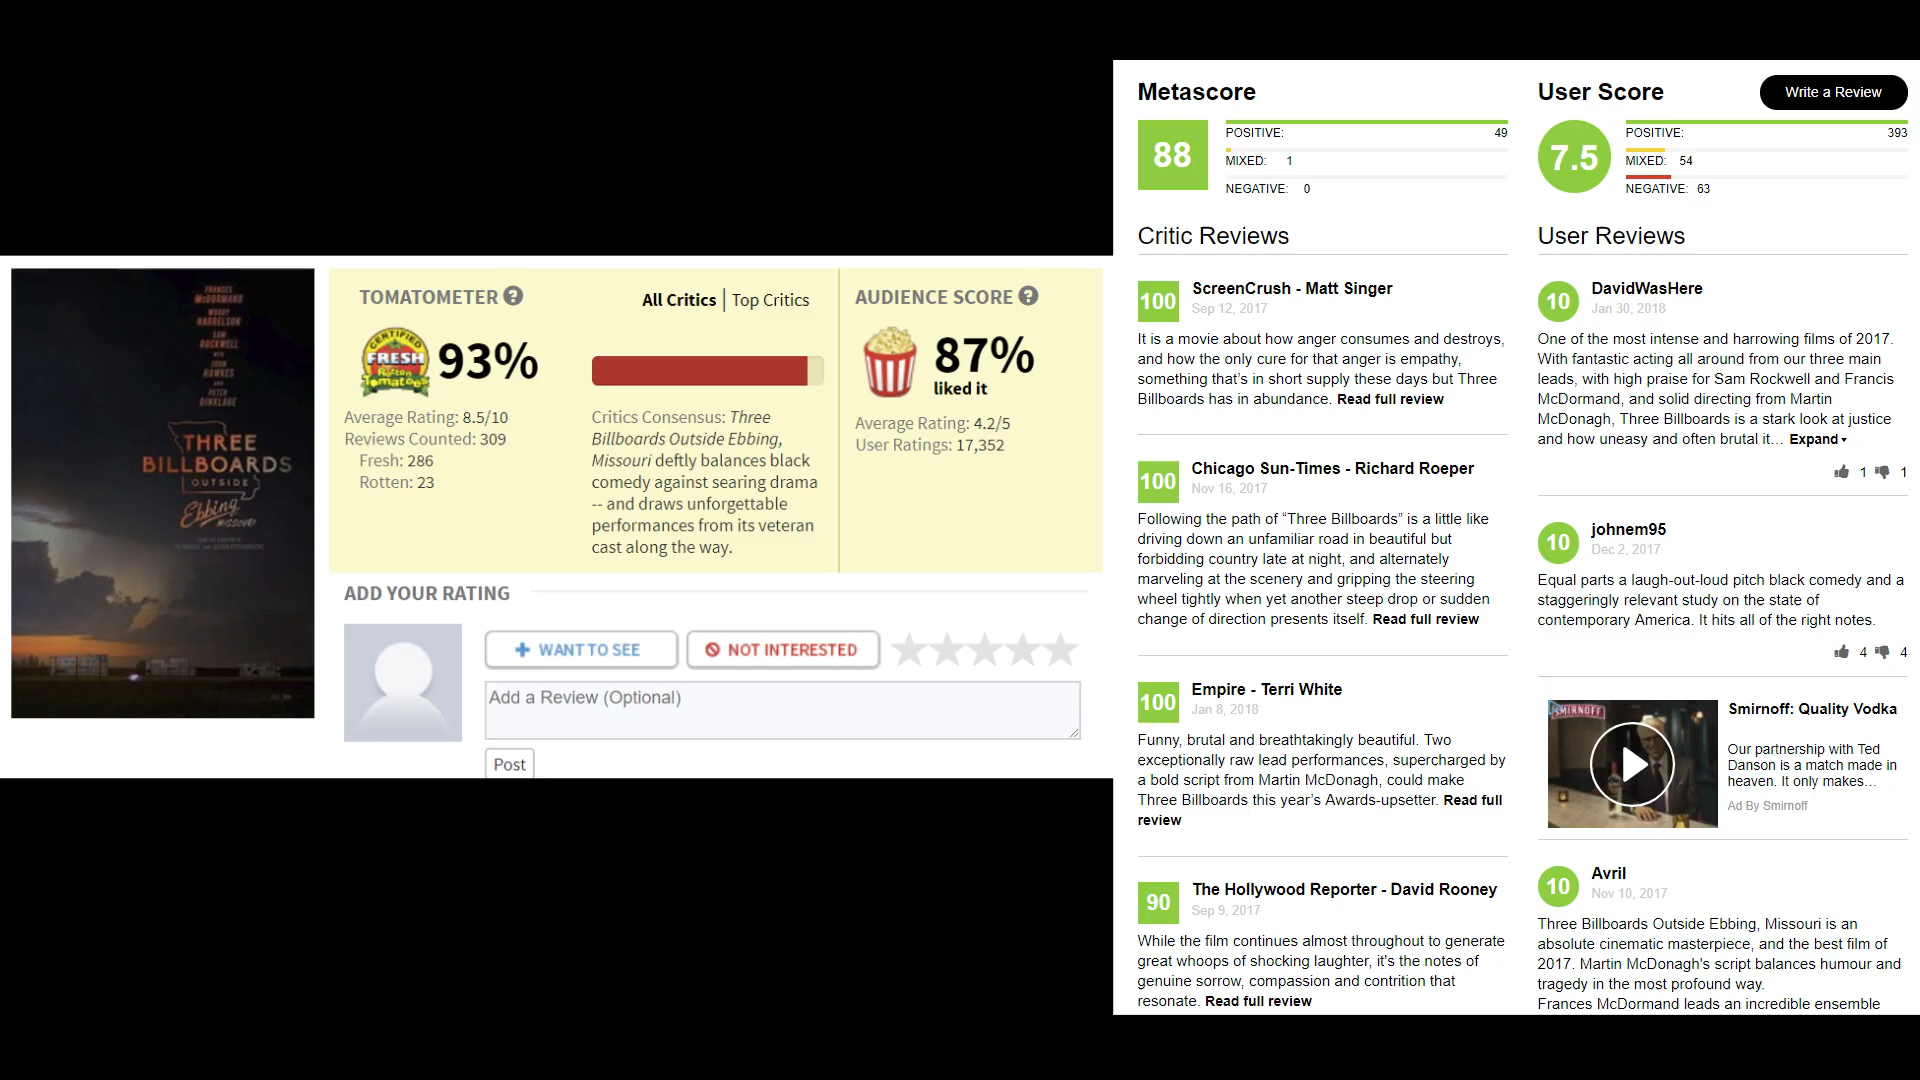 FRANCES
McDORMAND
WOODY
HARRELSON
SAM
ROCKWELL
WITH
JOHN
HAWKES
AND
PETER
DINKLAGE
THREE
BILLBOARDS
OUTSIDE
Ebbing,
MISSOURI
TOMATOMETER ?
All Critics | Top Critics
CERTIFIED
FRESH
Rotten
Tomatoes
93%
Average Rating: 8.5/10
Reviews Counted: 309
Fresh: 286
Rotten: 23
Critics Consensus: Three
Billboards Outside Ebbing,
Missouri deftly balances black
comedy against searing drama
-- and draws unforgettable
performances from its veteran
cast along the way.
AUDIENCE SCORE ?
87%
liked it
Average Rating: 4.2/5
User Ratings: 17,352
ADD YOUR RATING
+ WANT TO SEE
NOT INTERESTED
Add a Review (Optional)
Post
Metascore
88
POSITIVE: 49
MIXED: 1
NEGATIVE: 0
Critic Reviews
100
ScreenCrush - Matt Singer
Sep 12, 2017
It is a movie about how anger consumes and destroys,
and how the only cure for that anger is empathy,
something that's in short supply these days but Three
Billboards has in abundance. Read full review
100
Chicago Sun-Times - Richard Roeper
Nov 16, 2017
Following the path of “Three Billboards” is a little like
driving down an unfamiliar road in beautiful but
forbidding country late at night, and alternately
marveling at the scenery and gripping the steering
wheel tightly when yet another steep drop or sudden
change of direction presents itself. Read full review
100
Empire - Terri White
Jan 8, 2018
Funny, brutal and breathtakingly beautiful. Two
exceptionally raw lead performances, supercharged by
a bold script from Martin McDonagh, could make
Three Billboards this year’s Awards-upsetter. Read full
review
90
The Hollywood Reporter - David Rooney
Sep 9, 2017
While the film continues almost throughout to generate
great whoops of shocking laughter, it's the notes of
genuine sorrow, compassion and contrition that
resonate. Read full review
User Score
Write a Review
7.5
POSITIVE: 393
MIXED: 54
NEGATIVE: 63
User Reviews
10
DavidWasHere
Jan 30, 2018
One of the most intense and harrowing films of 2017.
With fantastic acting all around from our three main
leads, with high praise for Sam Rockwell and Francis
McDormand, and solid directing from Martin
McDonagh, Three Billboards is a stark look at justice
and how uneasy and often brutal it… Expand
1 1
10
johnem95
Dec 2, 2017
Equal parts a laugh-out-loud pitch black comedy and a
staggeringly relevant study on the state of
contemporary America. It hits all of the right notes.
4 4
SMIRNOFF
Smirnoff: Quality Vodka
Our partnership with Ted
Danson is a match made in
heaven. It only makes…
Ad By Smirnoff
10
Avril
Nov 10, 2017
Three Billboards Outside Ebbing, Missouri is an
absolute cinematic masterpiece, and the best film of
2017. Martin McDonagh's script balances humour and
tragedy in the most profound way.
Frances McDormand leads an incredible ensemble